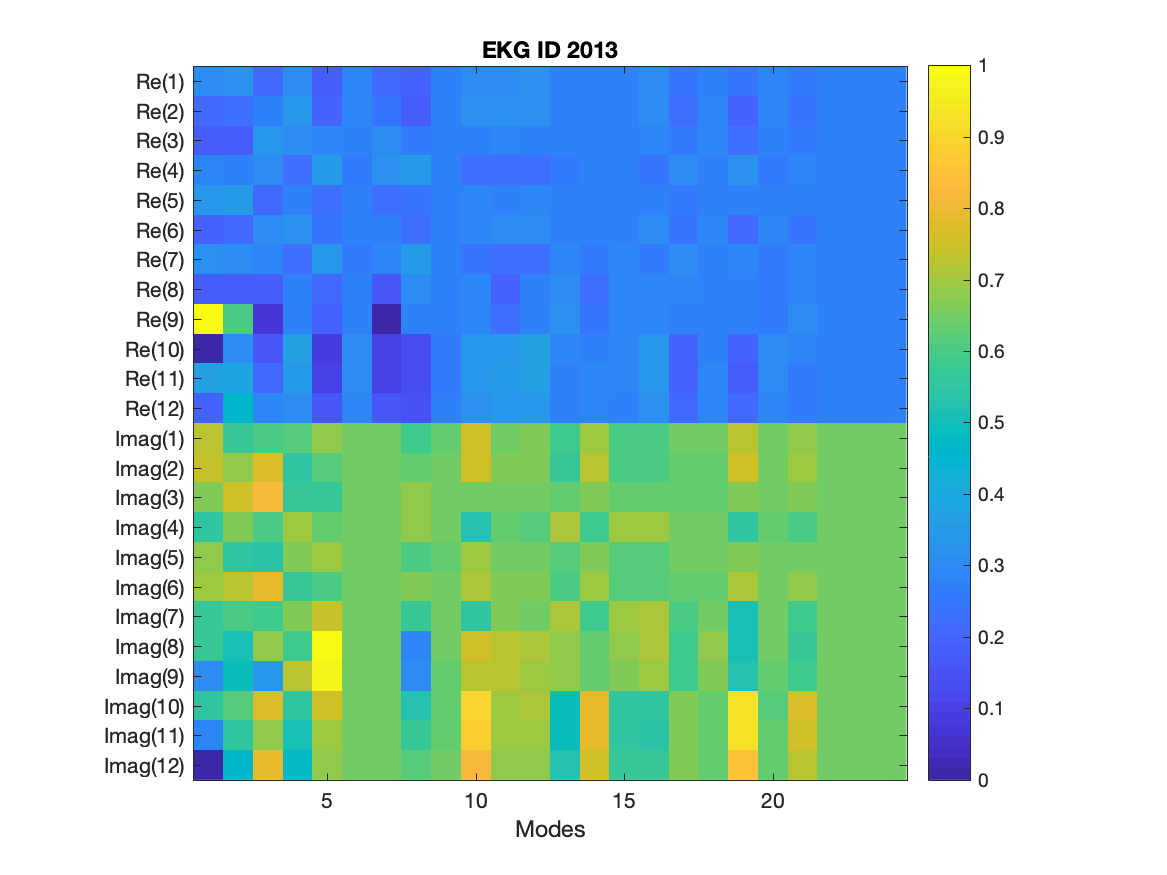 EKG ID 2013
Re(1)
Re(2)
Re(3)
Re(4)
Re(5)
Re(6)
Re(7)
Re(8)
Re(9)
Re(10)
Re(11)
Re(12)
Imag(1)
Imag(2)
Imag(3)
Imag(4)
Imag(5)
Imag(6)
Imag(7)
Imag(8)
Imag(9)
Imag(10)
Imag(11)
Imag(12)
5 10 15 20
Modes
1
0.9
0.8
0.7
0.6
0.5
0.4
0.3
0.2
0.1
0